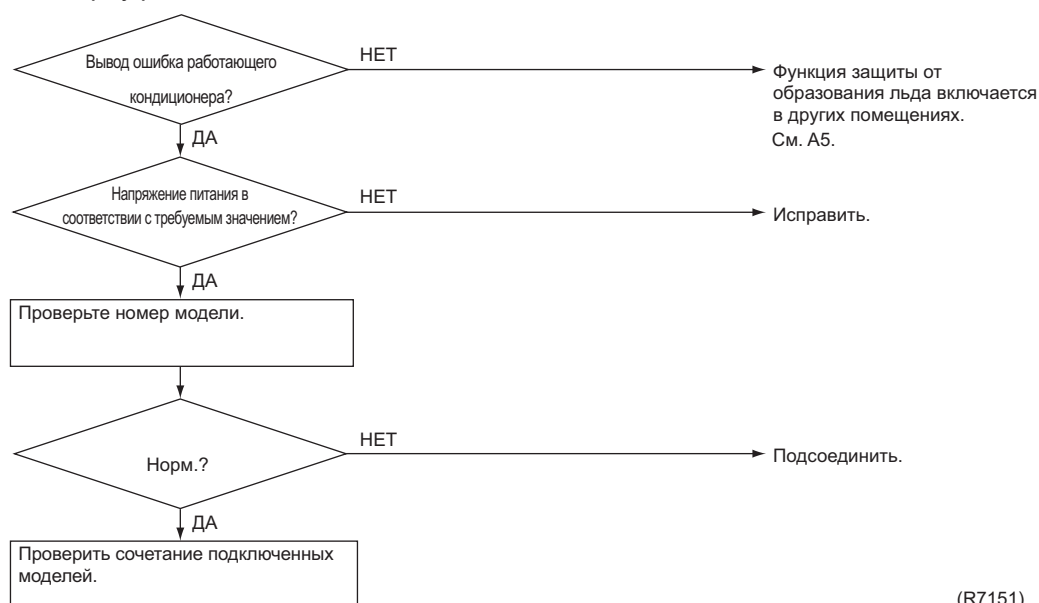 Вывод ошибка работающего
кондиционера?
НЕТ
Функция защиты от
образования льда включается
в других помещениях.
См. A5.
ДА
Напряжение питания в
соответствии с требуемым значением?
НЕТ
Исправить.
ДА
Проверьте номер модели.
Норм.?
НЕТ
Подсоединить.
ДА
Проверить сочетание подключенных
моделей.
(R7151)